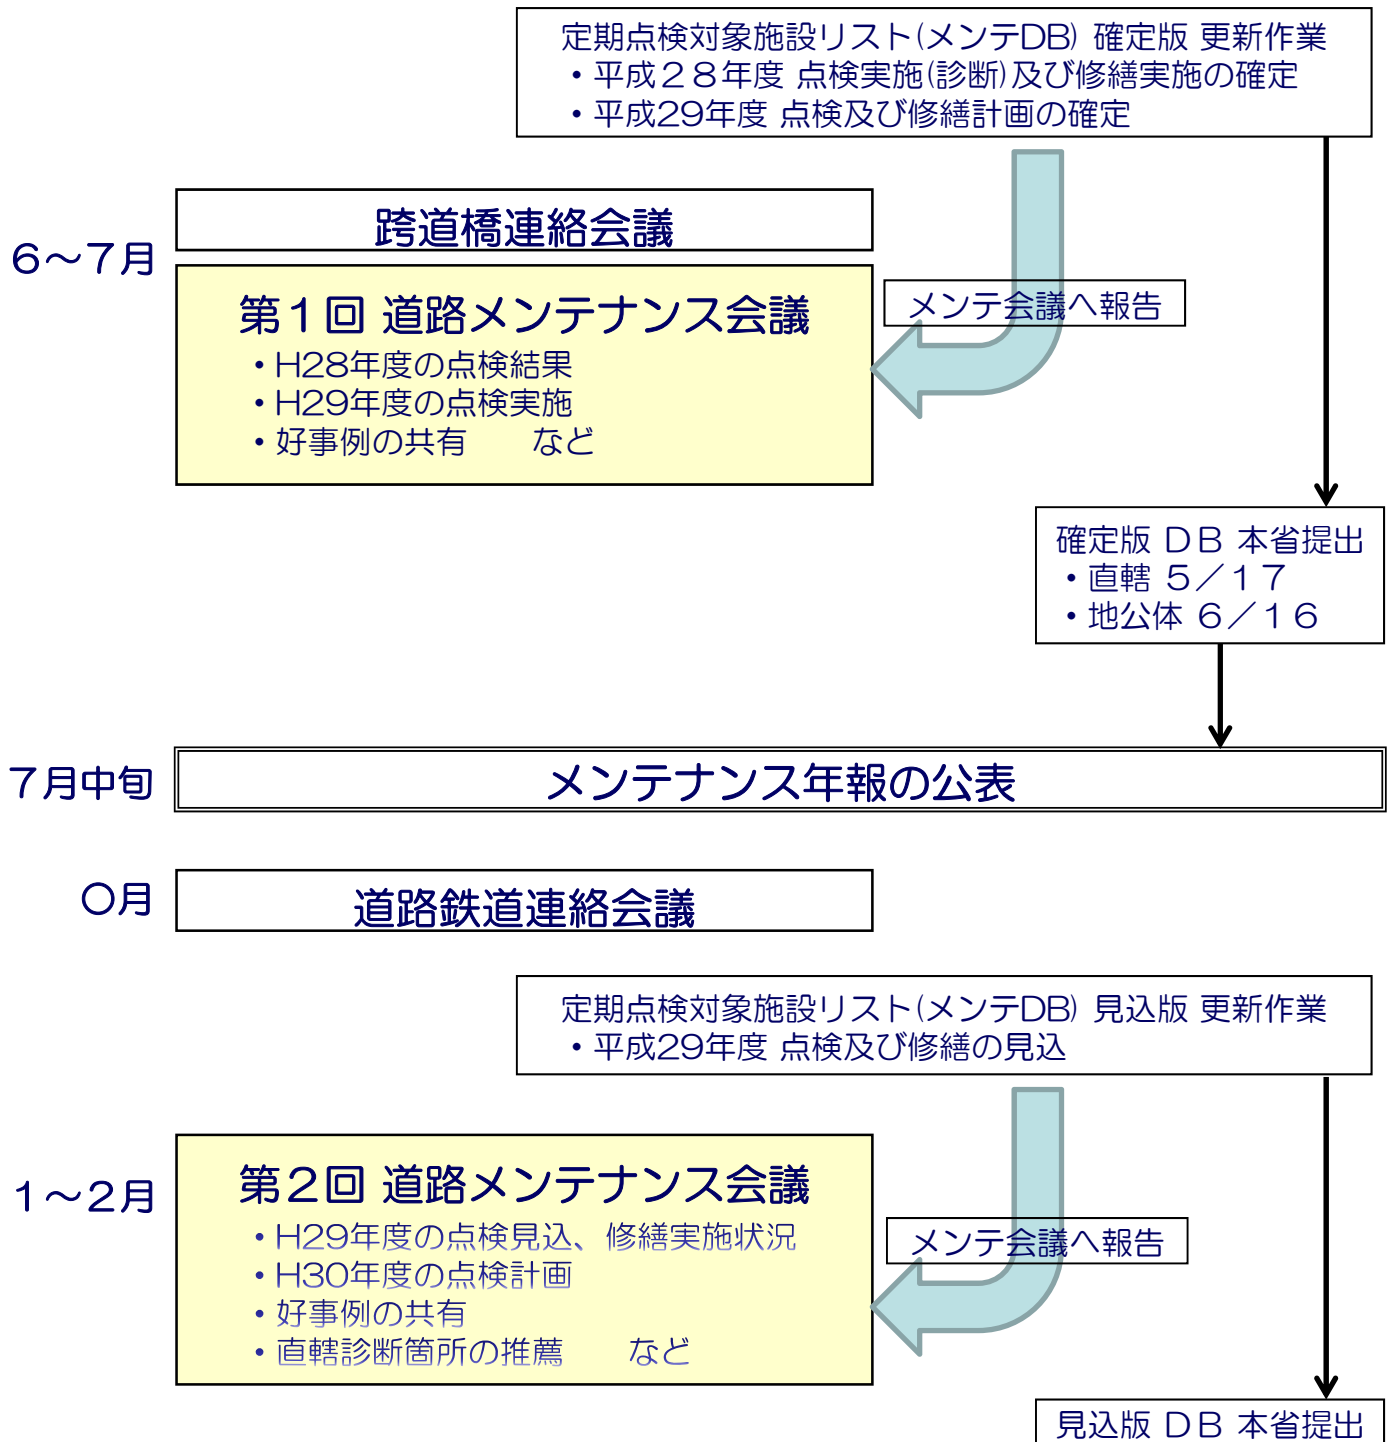 定期点検対象施設リスト(メンテDB) 確定版 更新作業
・平成２８年度 点検実施(診断)及び修繕実施の確定
・平成29年度 点検及び修繕計画の確定
跨道橋連絡会議
６～７月
第１回 道路メンテナンス会議
・H28年度の点検結果
・H29年度の点検実施
・好事例の共有　　など
メンテ会議へ報告
確定版 ＤＢ 本省提出
・直轄 ５／１７
・地公体 ６／１６
７月中旬
メンテナンス年報の公表
〇月
道路鉄道連絡会議
定期点検対象施設リスト(メンテDB) 見込版 更新作業
・平成29年度 点検及び修繕の見込
１～２月
第２回 道路メンテナンス会議
・H29年度の点検見込、修繕実施状況
・H30年度の点検計画
・好事例の共有
・直轄診断箇所の推薦　　など
メンテ会議へ報告
見込版 ＤＢ 本省提出